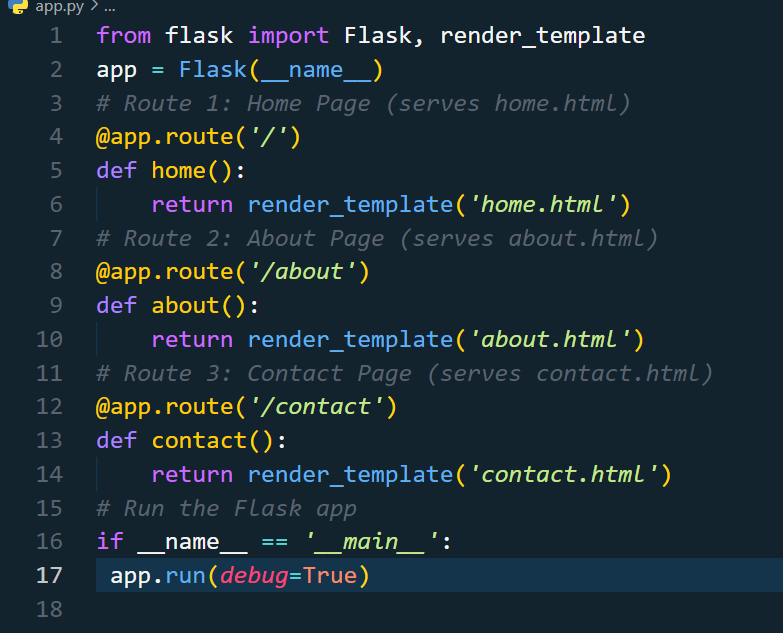 app.py > ...
1 from flask import Flask, render_template
2 app = Flask(__name__)
3 # Route 1: Home Page (serves home.html)
4 @app.route('/')
5 def home():
6     return render_template('home.html')
7 # Route 2: About Page (serves about.html)
8 @app.route('/about')
9 def about():
10     return render_template('about.html')
11 # Route 3: Contact Page (serves contact.html)
12 @app.route('/contact')
13 def contact():
14     return render_template('contact.html')
15 # Run the Flask app
16 if __name__ == '__main__':
17  app.run(debug=True)
18